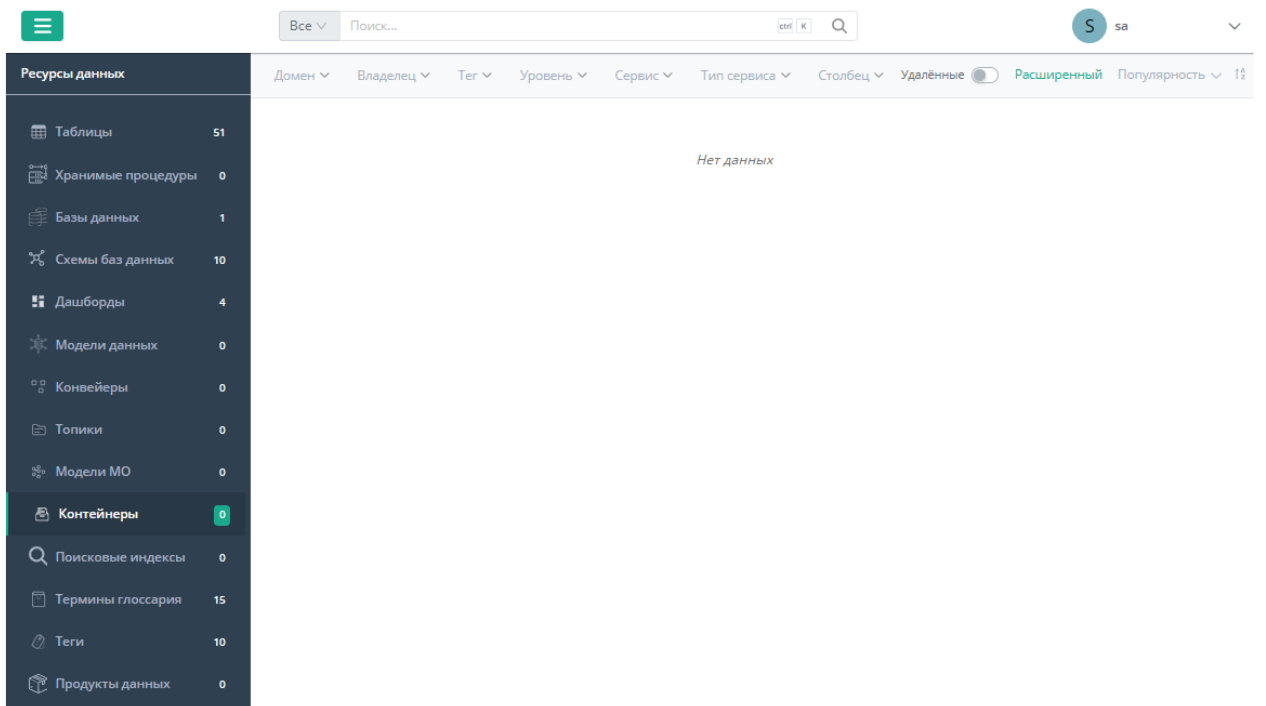 Все Поиск... ctrl K S sa
Ресурсы данных
Домен Владелец Тег Уровень Сервис Тип сервиса Столбец Удалённые Расширенный Популярность
Таблицы 51
Нет данных
Хранимые процедуры 0
Базы данных 1
Схемы баз данных 10
Дашборды 4
Модели данных 0
Конвейеры 0
Топики 0
Модели МО 0
Контейнеры 0
Поисковые индексы 0
Термины глоссария 15
Теги 10
Продукты данных 0